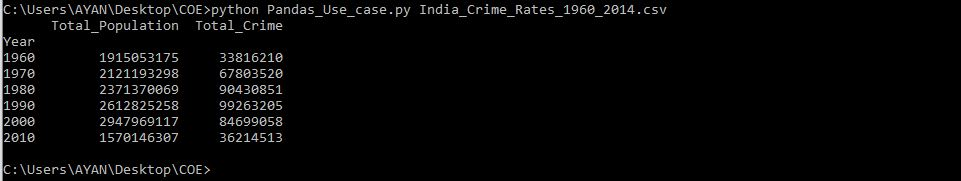 C:\Users\AYAN\Desktop\COE>python Pandas_Use_case.py India_Crime_Rates_1960_2014.csv
Total_Population Total_Crime
Year
1960 1915053175 33816210
1970 2121193298 67803520
1980 2371370069 90430851
1990 2612825258 99263205
2000 2947969117 84699058
2010 1570146307 36214513
C:\Users\AYAN\Desktop\COE>